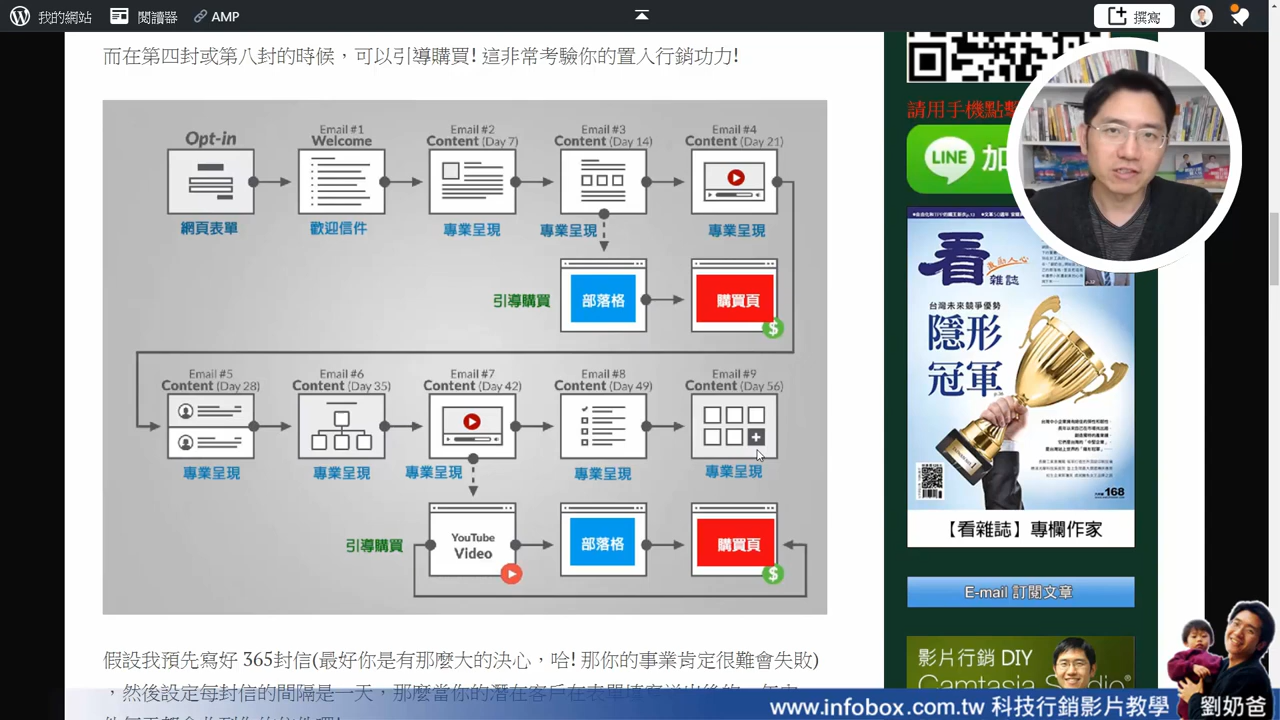 我的網站
閱讀器
AMP
撰寫
而在第四封或第八封的時候，可以引導購買! 這非常考驗你的置入行銷功力!
Opt-in
Email #1
Welcome
Email #2
Content (Day 7)
Email #3
Content (Day 14)
Email #4
Content (Day 21)
網頁表單
歡迎信件
專業呈現
專業呈現
專業呈現
引導購買
部落格
購買頁
$
Email #5
Content (Day 28)
Email #6
Content (Day 35)
Email #7
Content (Day 42)
Email #8
Content (Day 49)
Email #9
Content (Day 56)
專業呈現
專業呈現
專業呈現
專業呈現
專業呈現
引導購買
YouTube
Video
部落格
購買頁
$
假設我預先寫好 365封信(最好你是有那麼大的決心，哈! 那你的事業肯定很難會失敗)
，然後設定每封信的間隔是一天，那麼當你的潛在客戶在表單填寫送出後的一年內
請用手機點擊
LINE 加
看
雜誌
台灣未來競爭優勢
隱形
冠軍
168
【看雜誌】專欄作家
E-mail 訂閱文章
影片行銷 DIY
Camtasia Studio
www.infobox.com.tw 科技行銷影片教學
劉奶爸